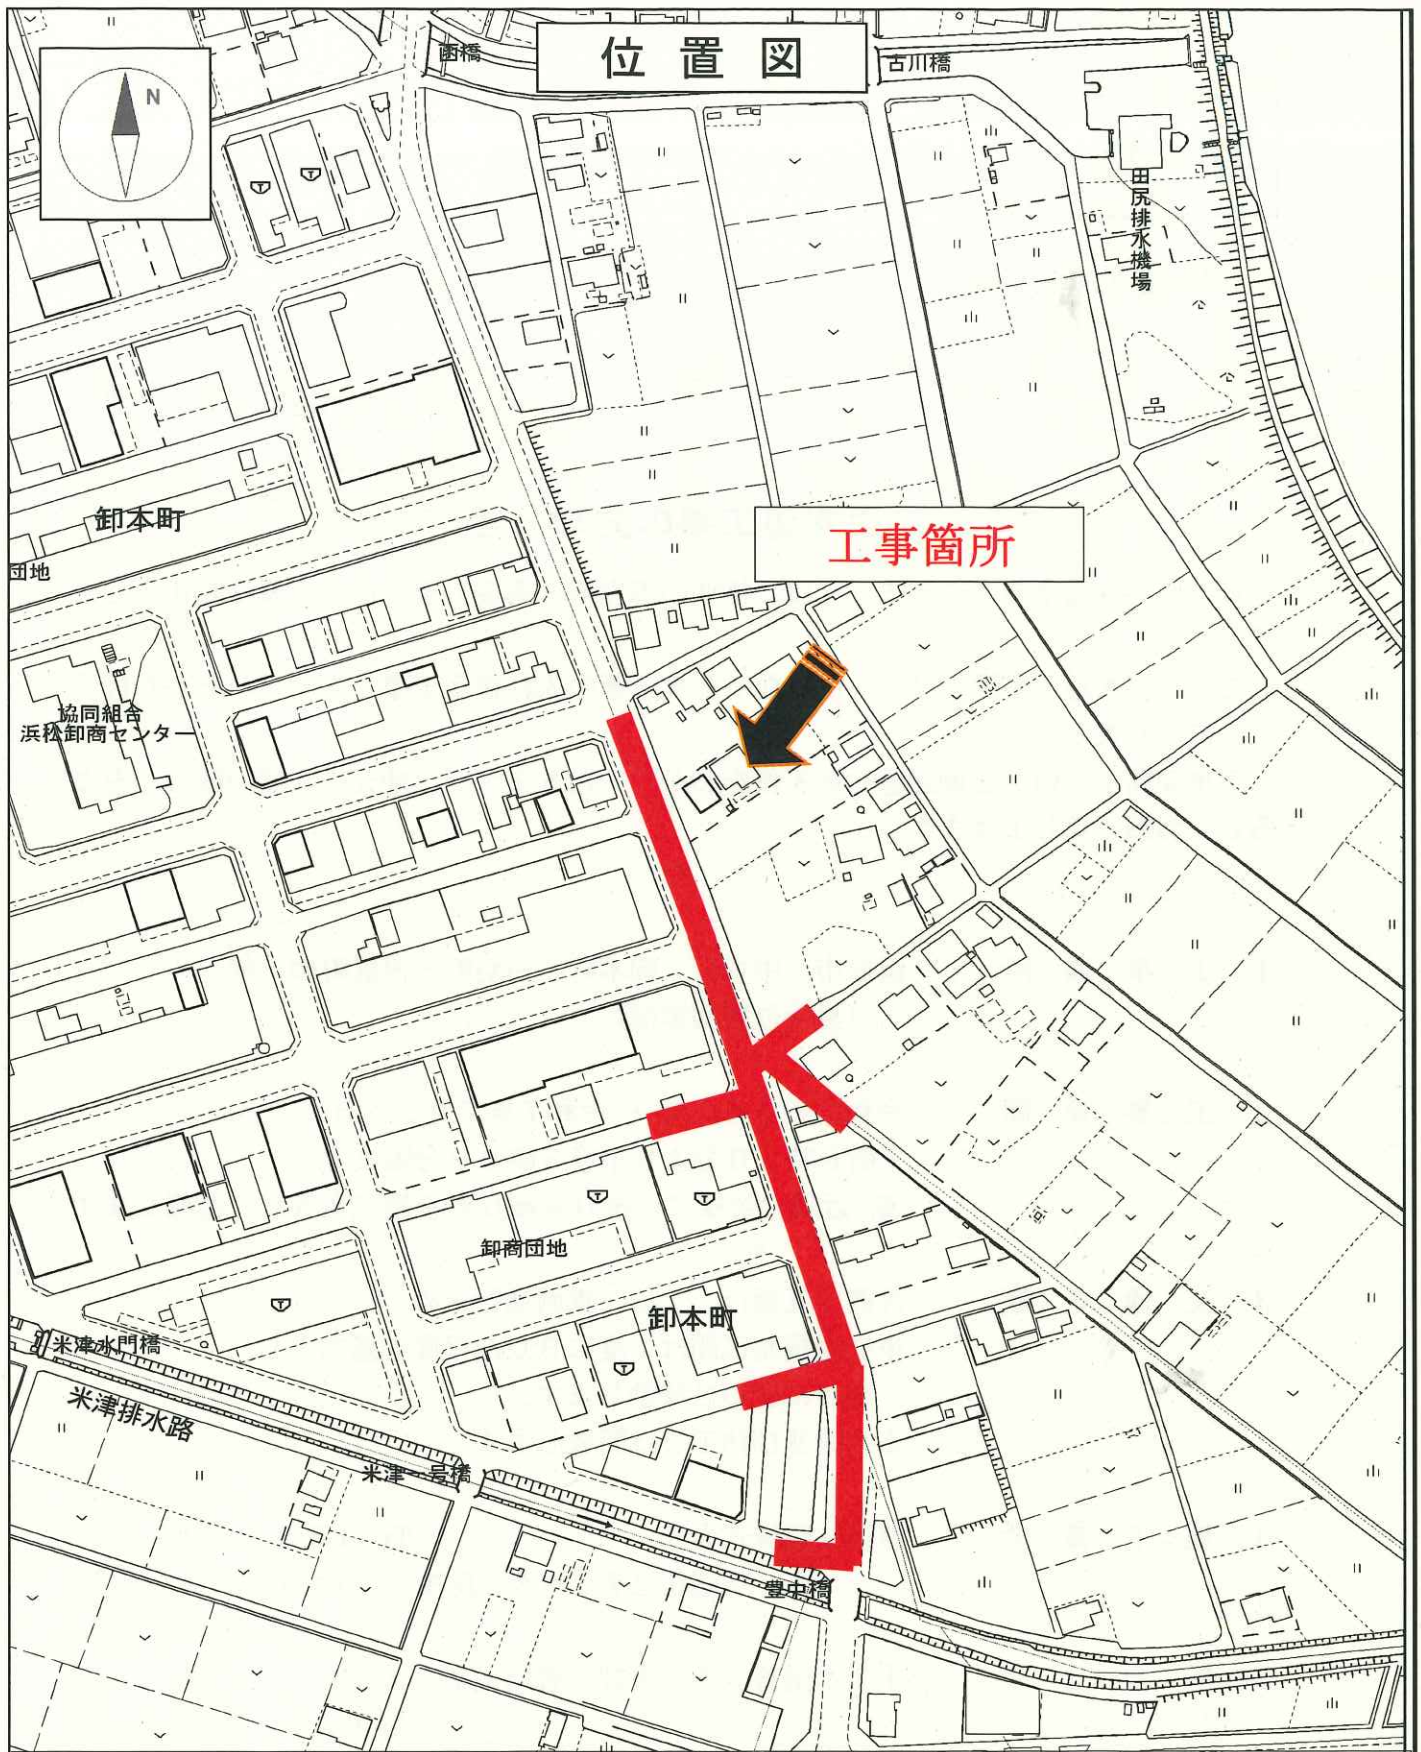 位置図
函橋
古川橋
N
田尻排水機場
卸本町
工事箇所
団地
協同組合
浜松卸商センター
卸商団地
卸本町
米津水門橋
米津排水路
米津一号橋
豊中橋